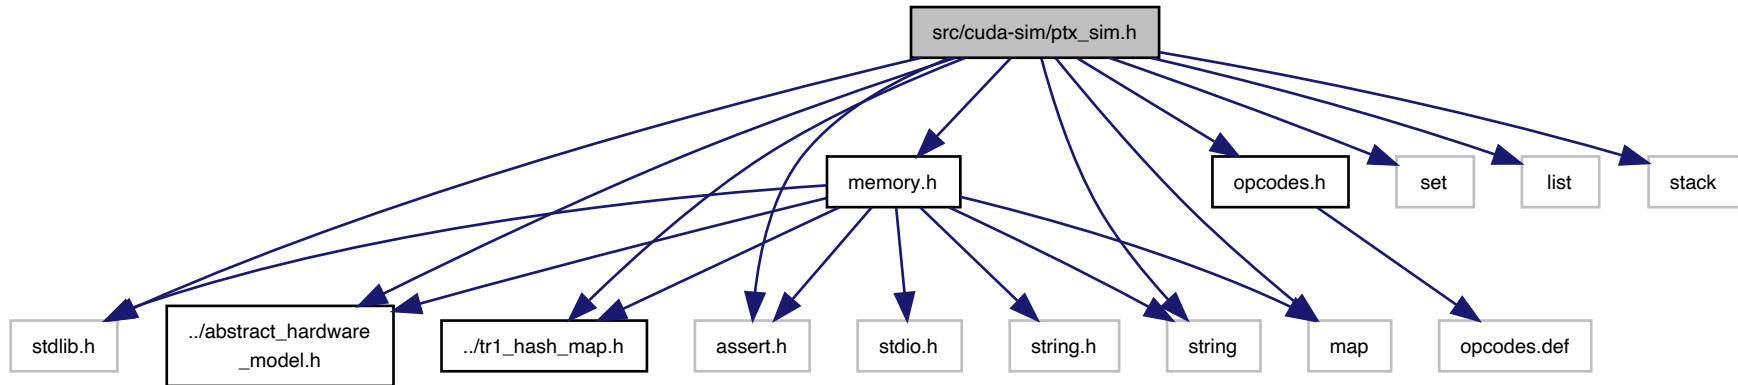 src/cuda-sim/ptx_sim.h
memory.h
opcodes.h
set
list
stack
stdlib.h
../abstract_hardware
_model.h
../tr1_hash_map.h
assert.h
stdio.h
string.h
string
map
opcodes.def